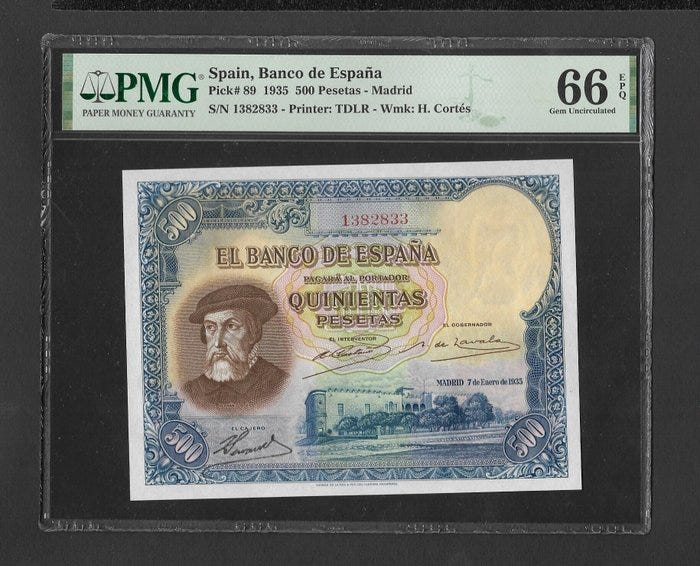 PMG®
PAPER MONEY GUARANTY
Spain, Banco de España
Pick# 89 1935 500 Pesetas - Madrid
S/N 1382833 - Printer: TDLR - Wmk: H. Cortés
66 EPQ
Gem Uncirculated
500
1382833
EL BANCO DE ESPAÑA
PAGARÁ AL PORTADOR
QUINIENTAS
PESETAS
EL INTERVENTOR
EL GOBERNADOR
MADRID 7 de Enero de 1935
EL CAJERO
500
500